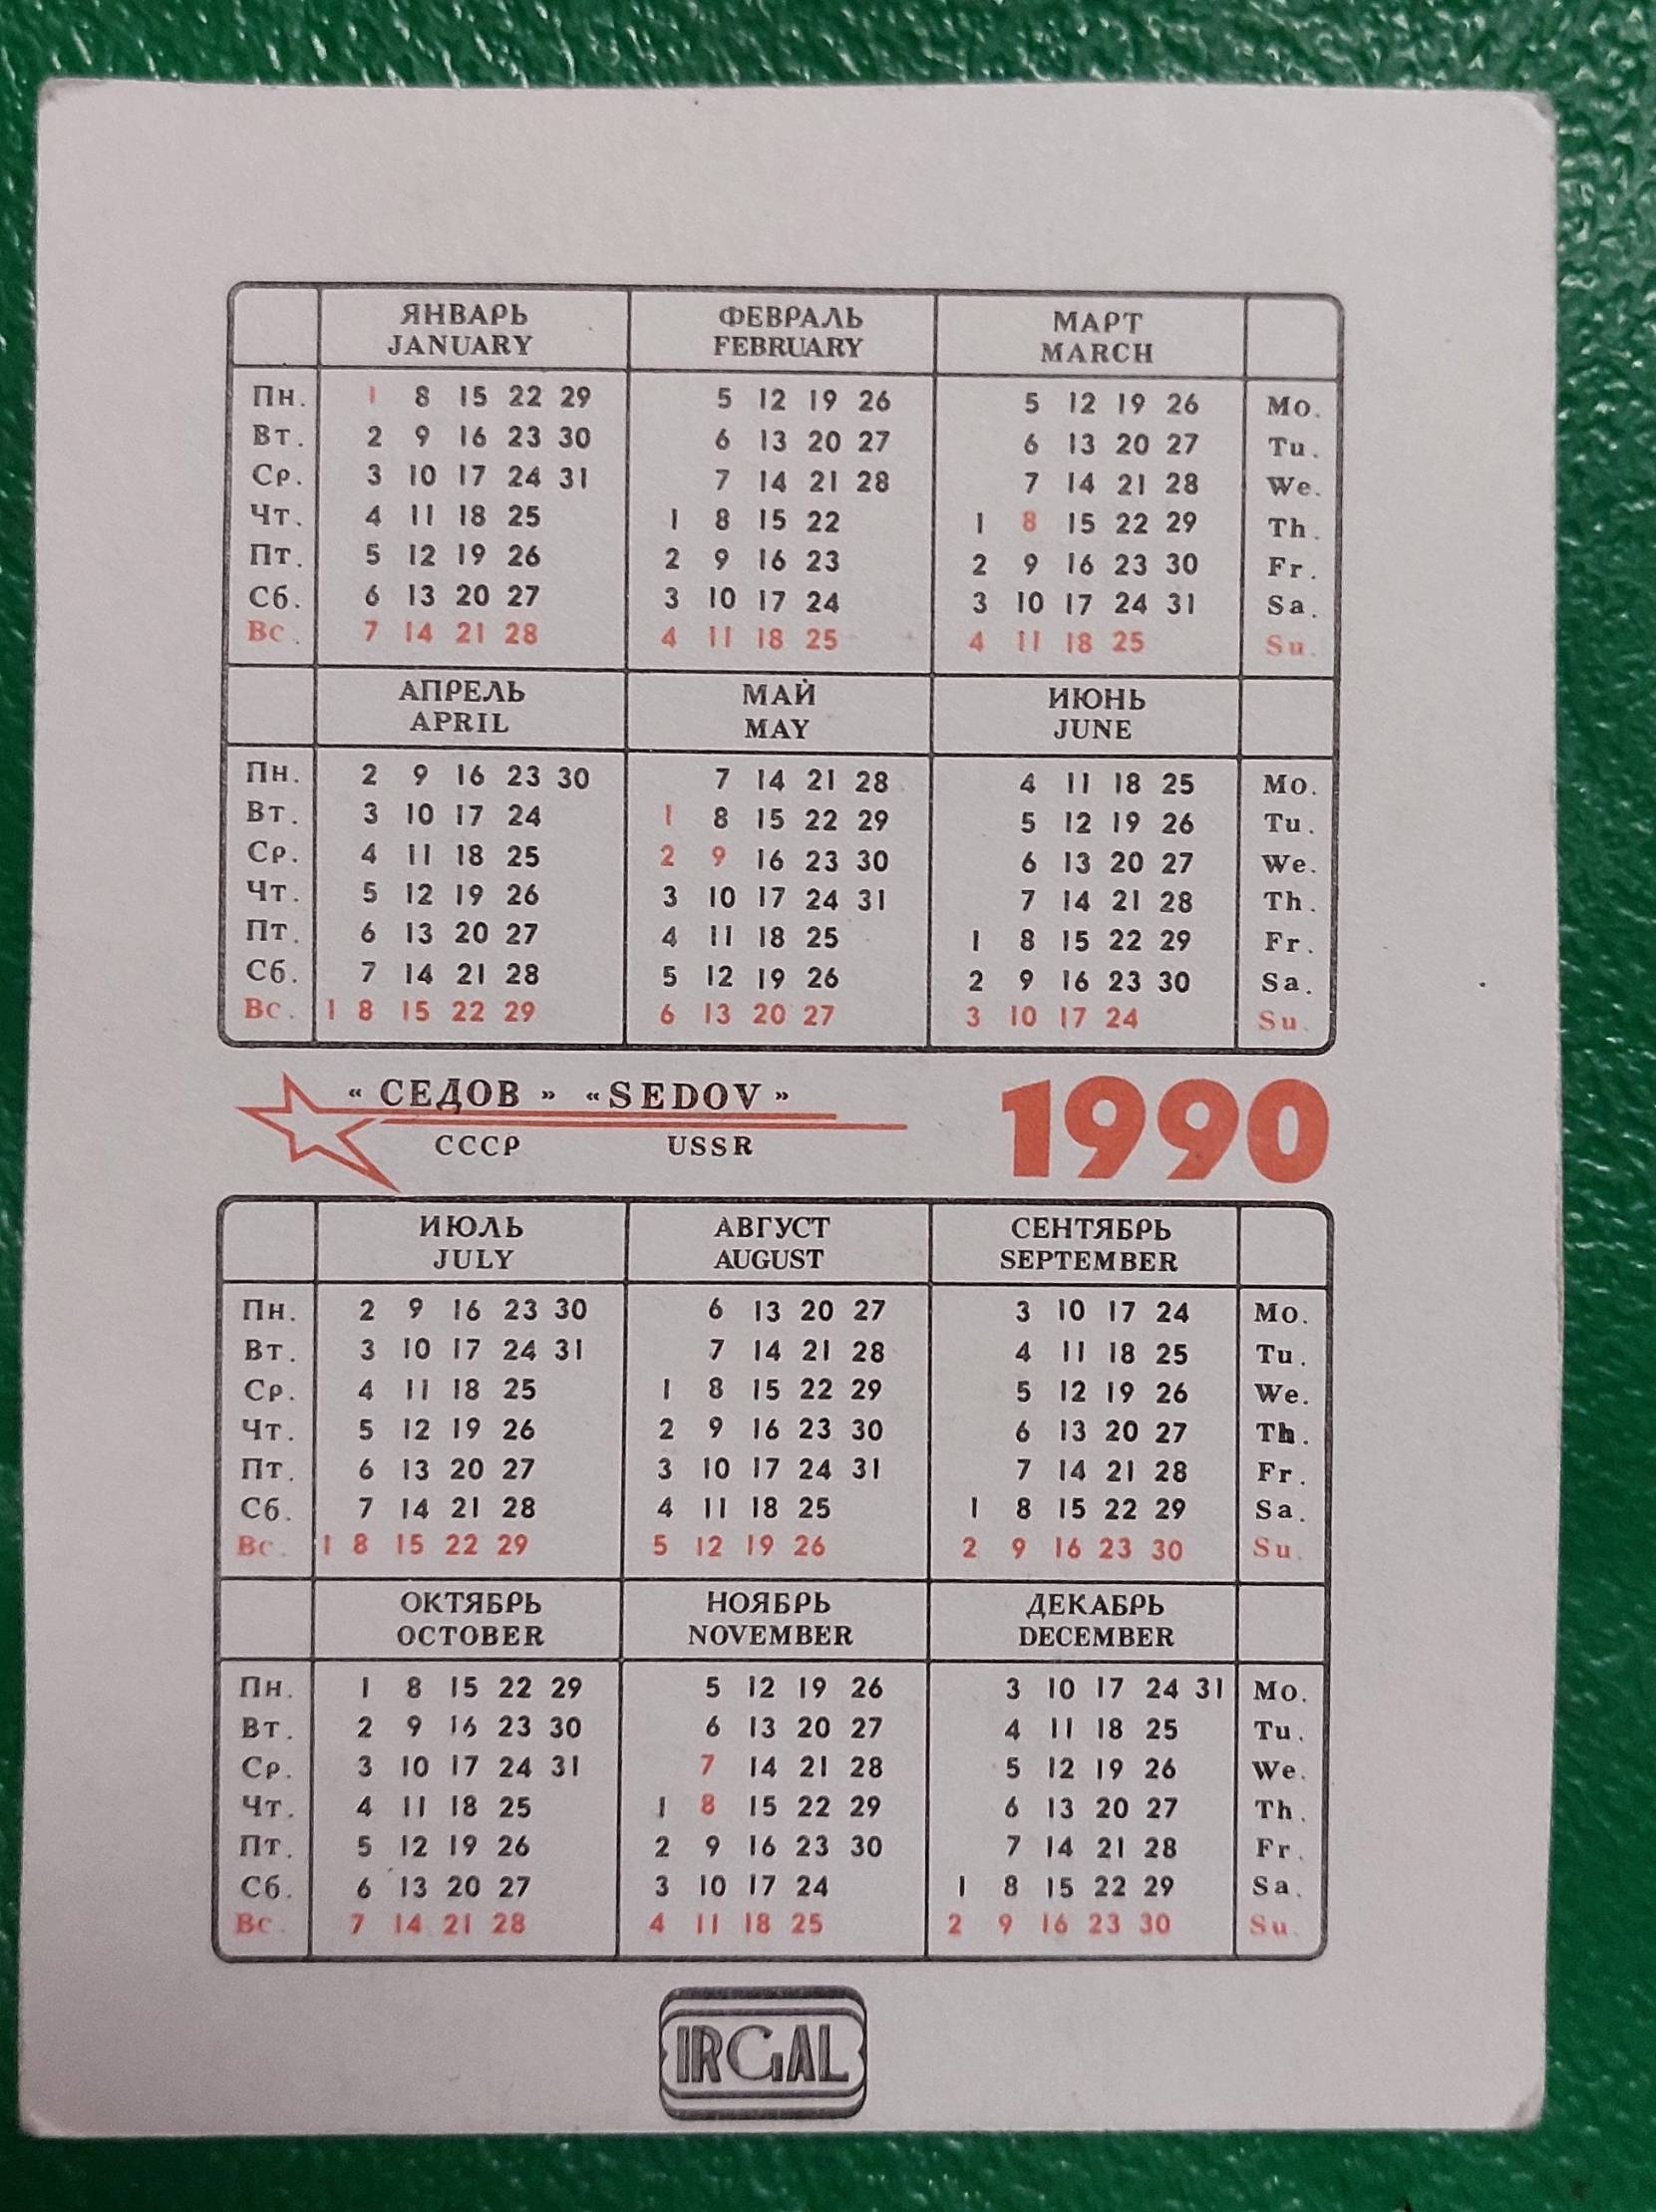 ЯНВАРЬ ФЕВРАЛЬ МАРТ
JANUARY FEBRUARY MARCH
Пн. 1 8 15 22 29 5 12 19 26 5 12 19 26 Mo.
Вт. 2 9 16 23 30 6 13 20 27 6 13 20 27 Tu.
Ср. 3 10 17 24 31 7 14 21 28 7 14 21 28 We.
Чт. 4 11 18 25 1 8 15 22 1 8 15 22 29 Th.
Пт. 5 12 19 26 2 9 16 23 2 9 16 23 30 Fr.
Сб. 6 13 20 27 3 10 17 24 3 10 17 24 31 Sa.
Вс. 7 14 21 28 4 11 18 25 4 11 18 25 Su.
АПРЕЛЬ МАЙ ИЮНЬ
APRIL MAY JUNE
Пн. 2 9 16 23 30 7 14 21 28 4 11 18 25 Mo.
Вт. 3 10 17 24 1 8 15 22 29 5 12 19 26 Tu.
Ср. 4 11 18 25 2 9 16 23 30 6 13 20 27 We.
Чт. 5 12 19 26 3 10 17 24 31 7 14 21 28 Th.
Пт. 6 13 20 27 4 11 18 25 1 8 15 22 29 Fr.
Сб. 7 14 21 28 5 12 19 26 2 9 16 23 30 Sa.
Вс. 1 8 15 22 29 6 13 20 27 3 10 17 24 Su.
« СЕДОВ » «SEDOV» 1990
СССР USSR
ИЮЛЬ АВГУСТ СЕНТЯБРЬ
JULY AUGUST SEPTEMBER
Пн. 2 9 16 23 30 6 13 20 27 3 10 17 24 Mo.
Вт. 3 10 17 24 31 7 14 21 28 4 11 18 25 Tu.
Ср. 4 11 18 25 1 8 15 22 29 5 12 19 26 We.
Чт. 5 12 19 26 2 9 16 23 30 6 13 20 27 Th.
Пт. 6 13 20 27 3 10 17 24 31 7 14 21 28 Fr.
Сб. 7 14 21 28 4 11 18 25 1 8 15 22 29 Sa.
Вс. 1 8 15 22 29 5 12 19 26 2 9 16 23 30 Su.
ОКТЯБРЬ НОЯБРЬ ДЕКАБРЬ
OCTOBER NOVEMBER DECEMBER
Пн. 1 8 15 22 29 5 12 19 26 3 10 17 24 31 Mo.
Вт. 2 9 16 23 30 6 13 20 27 4 11 18 25 Tu.
Ср. 3 10 17 24 31 7 14 21 28 5 12 19 26 We.
Чт. 4 11 18 25 1 8 15 22 29 6 13 20 27 Th.
Пт. 5 12 19 26 2 9 16 23 30 7 14 21 28 Fr.
Сб. 6 13 20 27 3 10 17 24 1 8 15 22 29 Sa.
Вс. 7 14 21 28 4 11 18 25 2 9 16 23 30 Su.
IRGAL